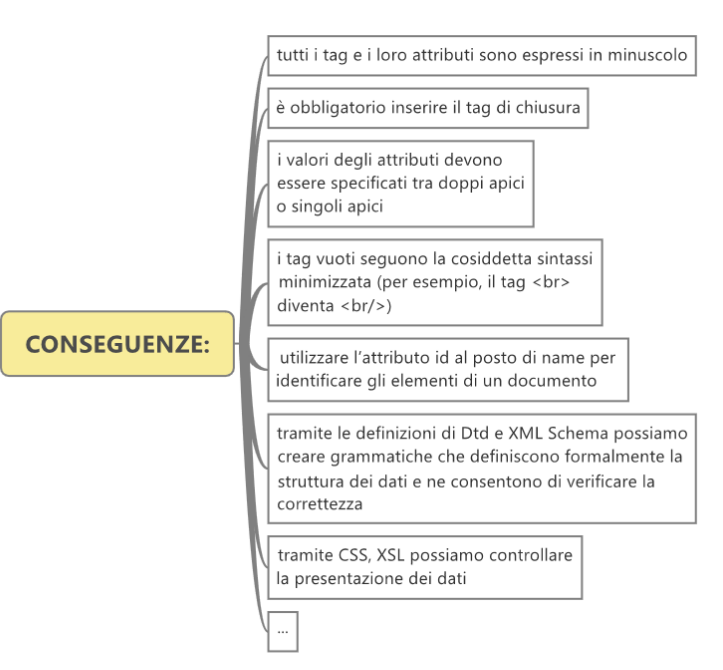 tutti i tag e i loro attributi sono espressi in minuscolo
è obbligatorio inserire il tag di chiusura
i valori degli attributi devono
essere specificati tra doppi apici
o singoli apici
i tag vuoti seguono la cosiddetta sintassi
minimizzata (per esempio, il tag <br>
diventa <br/>)
CONSEGUENZE:
utilizzare l'attributo id al posto di name per
identificare gli elementi di un documento
tramite le definizioni di Dtd e XML Schema possiamo
creare grammatiche che definiscono formalmente la
struttura dei dati e ne consentono di verificare la
correttezza
tramite CSS, XSL possiamo controllare
la presentazione dei dati
...